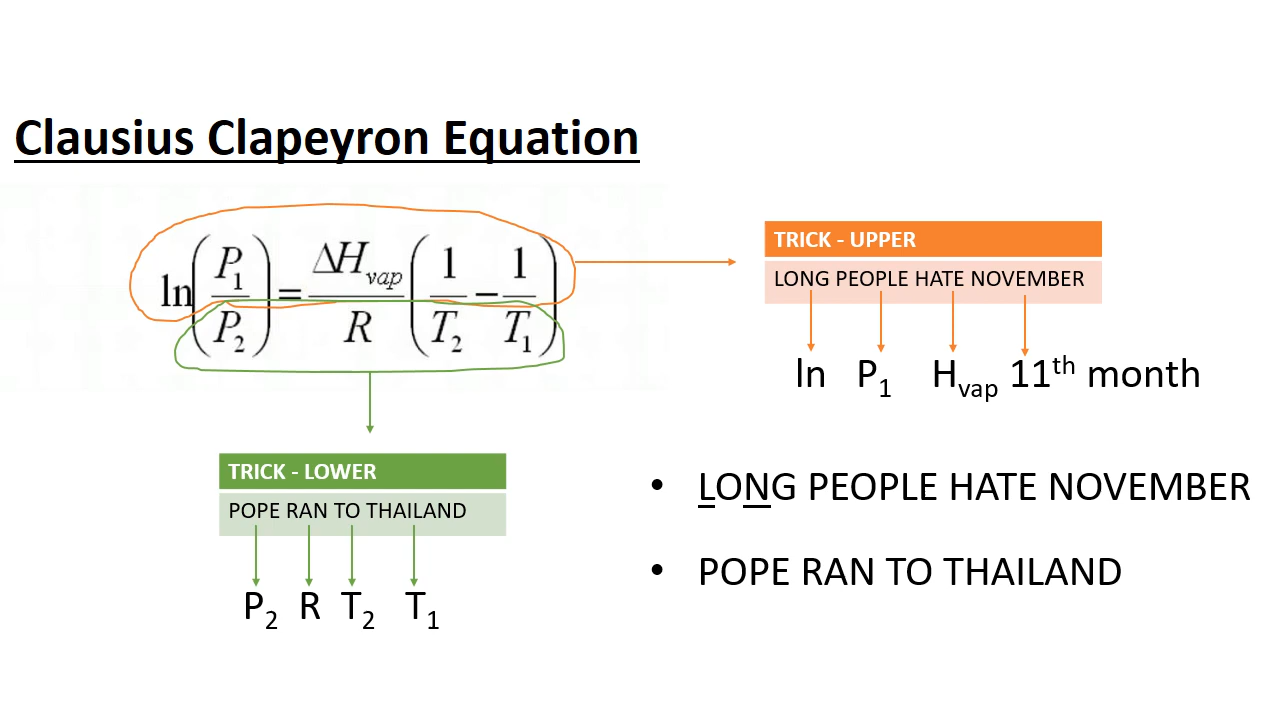 Clausius Clapeyron Equation
ln(P₁/P₂) = ΔHvap/R (1/T₂ − 1/T₁)
TRICK - UPPER
LONG PEOPLE HATE NOVEMBER
ln P₁ Hvap 11th month
TRICK - LOWER
POPE RAN TO THAILAND
P₂ R T₂ T₁
• LONG PEOPLE HATE NOVEMBER
• POPE RAN TO THAILAND